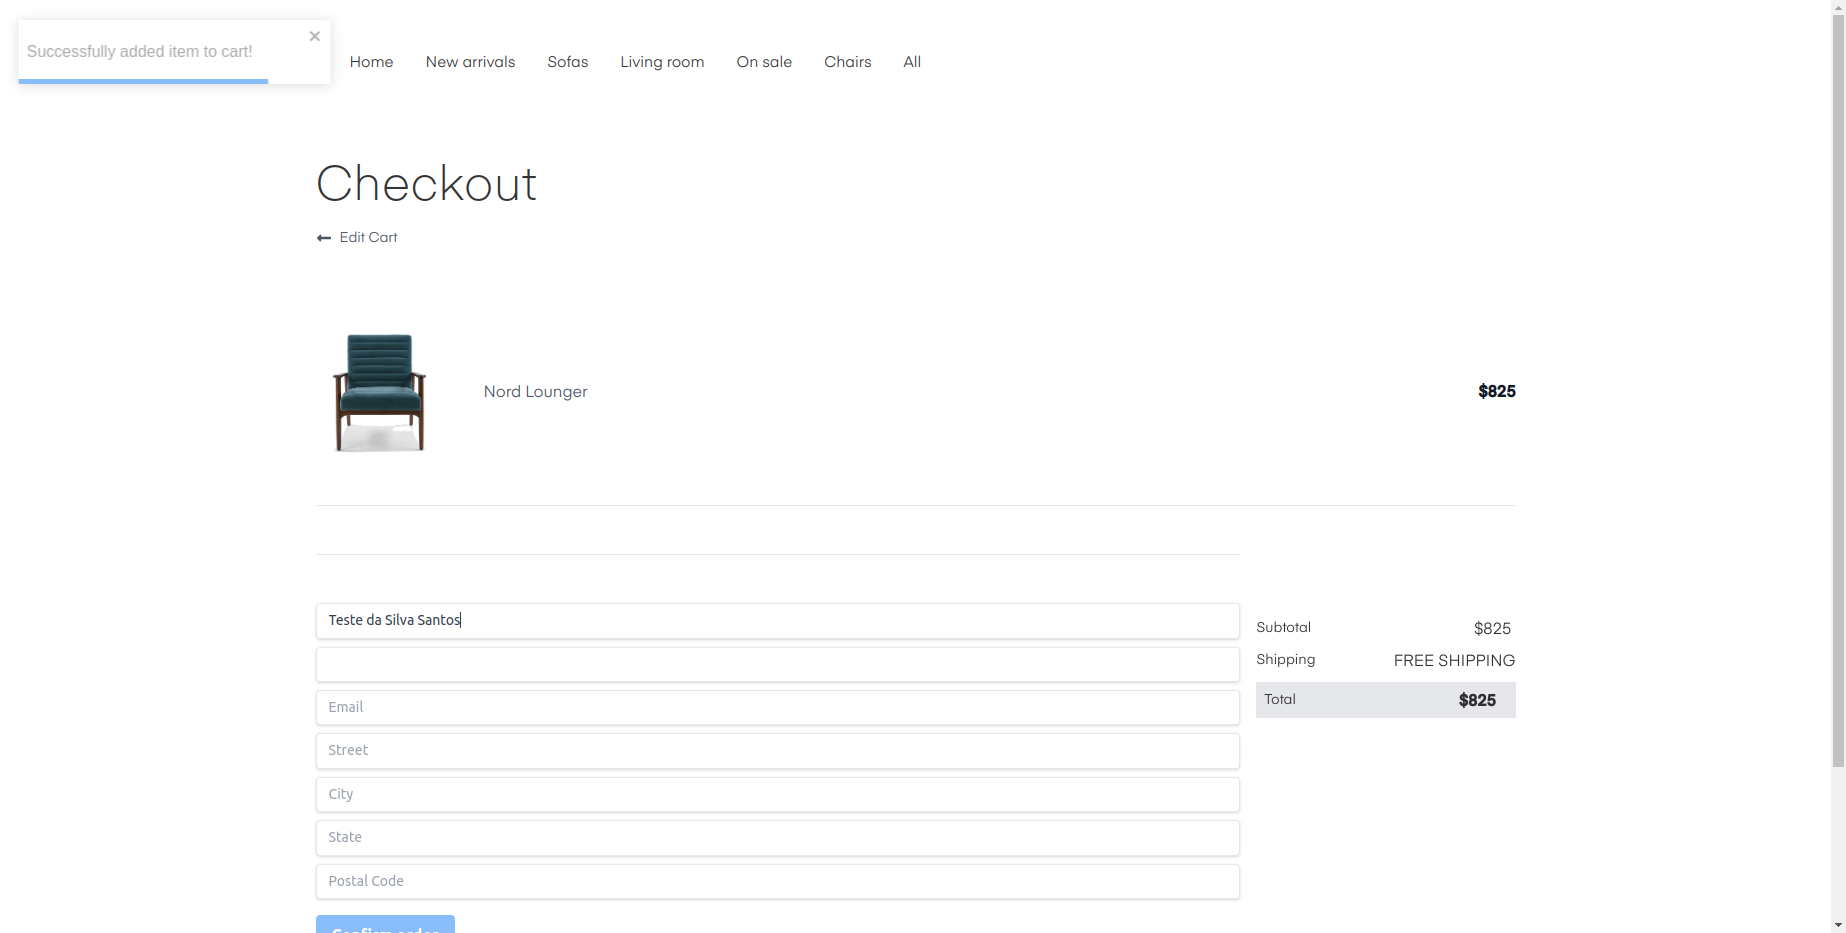 Successfully added item to cart!
Home New arrivals Sofas Living room On sale Chairs All
Checkout
Edit Cart
Nord Lounger $825
Teste da Silva Santos
Email
Street
City
State
Postal Code
Subtotal $825
Shipping FREE SHIPPING
Total $825
Confirm order